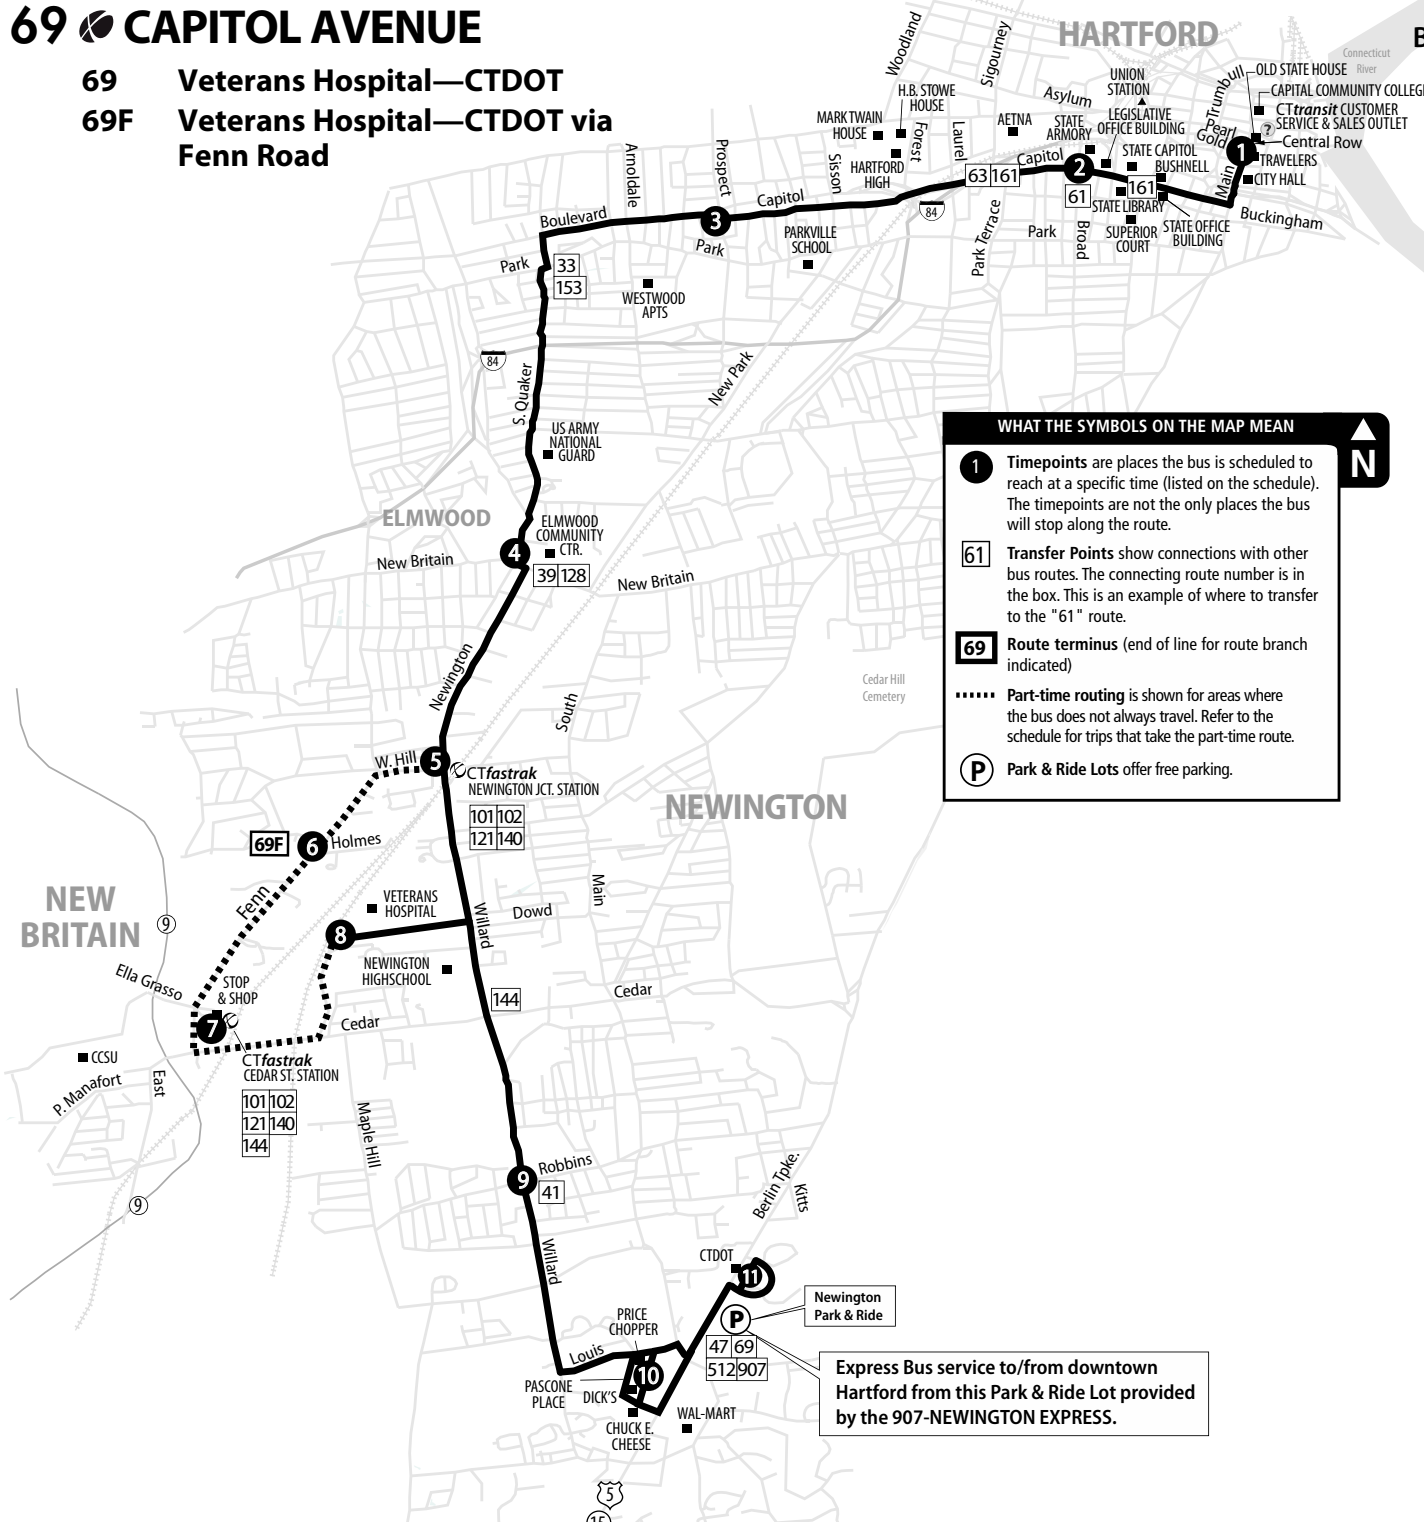 69 CAPITOL AVENUE
69 Veterans Hospital—CTDOT
69F Veterans Hospital—CTDOT via
Fenn Road
HARTFORD
B
Connecticut
River
Woodland
Sigourney
Asylum
UNION
STATION
Trumbull
OLD STATE HOUSE
CAPITAL COMMUNITY COLLEGE
CTtransit CUSTOMER
SERVICE & SALES OUTLET
?
Central Row
Pearl
Gold
1
TRAVELERS
CITY HALL
Main
Buckingham
H.B. STOWE
HOUSE
MARK TWAIN
HOUSE
HARTFORD
HIGH
Forest
Laurel
AETNA
STATE
ARMORY
LEGISLATIVE
OFFICE BUILDING
STATE CAPITOL
BUSHNELL
Capitol
2
63 161
61
161
STATE LIBRARY
SUPERIOR
COURT
STATE OFFICE
BUILDING
Park
Broad
Park Terrace
84
Sisson
Arnoldale
Prospect
Boulevard
3
Capitol
Park
PARKVILLE
SCHOOL
Park
33
153
WESTWOOD
APTS
84
S. Quaker
New Park
US ARMY
NATIONAL
GUARD
ELMWOOD
ELMWOOD
COMMUNITY
CTR.
4
New Britain
39 128
New Britain
WHAT THE SYMBOLS ON THE MAP MEAN
N
1 Timepoints are places the bus is scheduled to
reach at a specific time (listed on the schedule).
The timepoints are not the only places the bus
will stop along the route.
61 Transfer Points show connections with other
bus routes. The connecting route number is in
the box. This is an example of where to transfer
to the "61" route.
69 Route terminus (end of line for route branch
indicated)
Part-time routing is shown for areas where
the bus does not always travel. Refer to the
schedule for trips that take the part-time route.
P Park & Ride Lots offer free parking.
Newington
South
Cedar Hill
Cemetery
W. Hill
5
CTfastrak
NEWINGTON JCT. STATION
101 102
121 140
NEWINGTON
69F
6
Holmes
Fenn
NEW
BRITAIN
9
VETERANS
HOSPITAL
8
Willard
Dowd
Main
NEWINGTON
HIGHSCHOOL
144
Cedar
Ella Grasso
STOP
& SHOP
7
Cedar
CTfastrak
CEDAR ST. STATION
101 102
121 140
144
CCSU
P. Manafort
East
Maple Hill
9
9
Robbins
41
Willard
Berlin Tpke.
Kitts
CTDOT
11
Newington
Park & Ride
P
47 69
512 907
PRICE
CHOPPER
Louis
10
PASCONE
PLACE
DICK'S
CHUCK E.
CHEESE
WAL-MART
Express Bus service to/from downtown
Hartford from this Park & Ride Lot provided
by the 907-NEWINGTON EXPRESS.
5
15